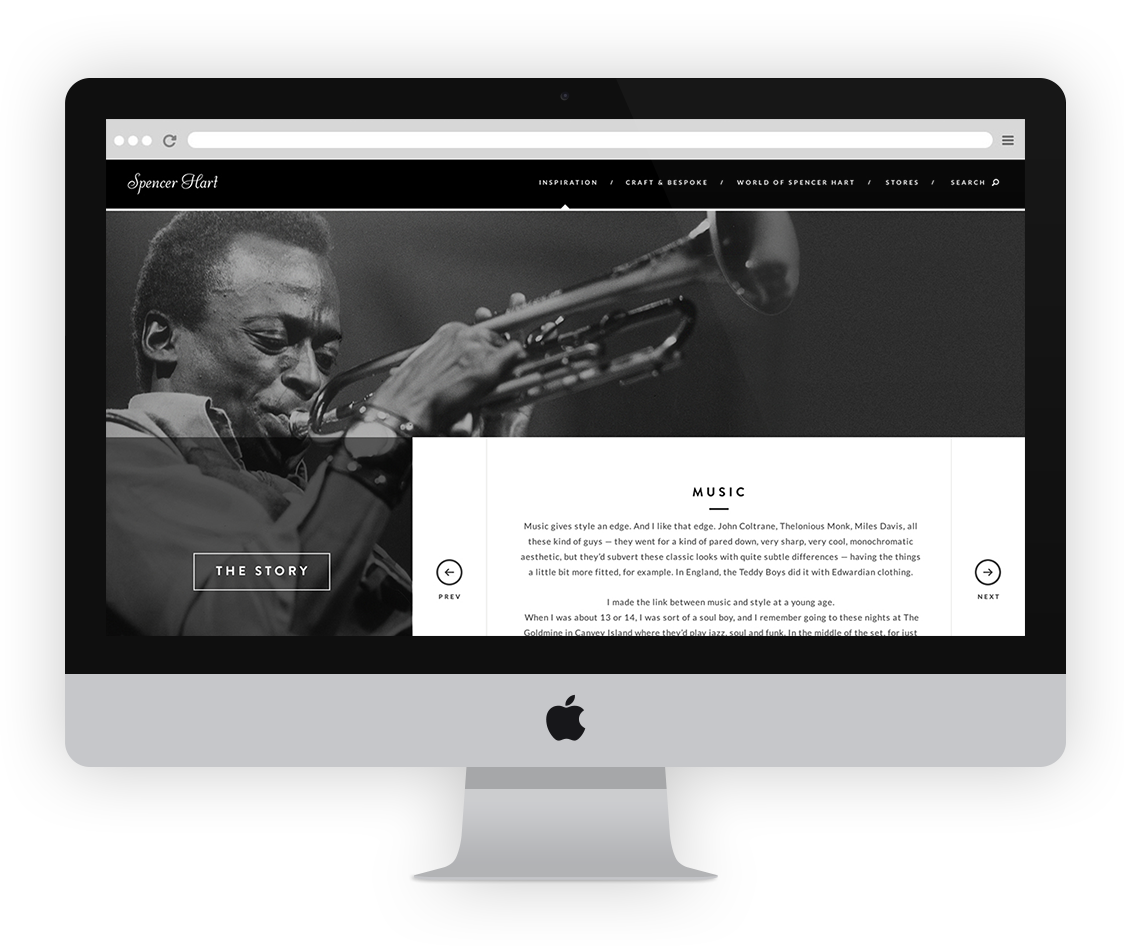 Spencer Hart
INSPIRATION / CRAFT & BESPOKE / WORLD OF SPENCER HART / STORES / SEARCH
MUSIC
Music gives style an edge. And I like that edge. John Coltrane, Thelonious Monk, Miles Davis, all
these kind of guys — they went for a kind of pared down, very sharp, very cool, monochromatic
aesthetic, but they'd subvert these classic looks with quite subtle differences — having the things
a little bit more fitted, for example. In England, the Teddy Boys did it with Edwardian clothing.
THE STORY
PREV
NEXT
I made the link between music and style at a young age.
When I was about 13 or 14, I was sort of a soul boy, and I remember going to these nights at The
Goldmine in Canvey Island where they'd play jazz, soul and funk. In the middle of the set, for just